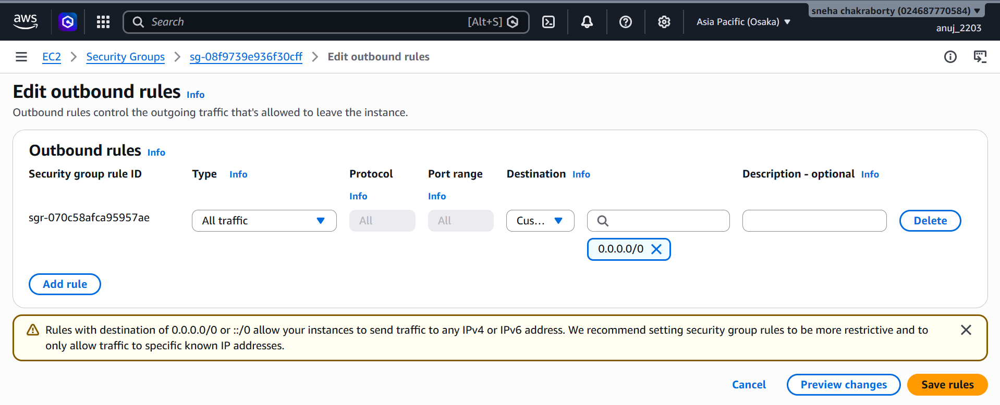 aws
Search
[Alt+S]
Asia Pacific (Osaka)
sneha chakraborty (024687770584)
anuj_2203
EC2
Security Groups
sg-08f9739e936f30cff
Edit outbound rules
Edit outbound rules Info
Outbound rules control the outgoing traffic that's allowed to leave the instance.
Outbound rules Info
Security group rule ID
Type Info
Protocol Info
Port range Info
Destination Info
Description - optional Info
sgr-070c58afca95957ae
All traffic
All
All
Cus...
Delete
0.0.0.0/0
Add rule
Rules with destination of 0.0.0.0/0 or ::/0 allow your instances to send traffic to any IPv4 or IPv6 address. We recommend setting security group rules to be more restrictive and to
only allow traffic to specific known IP addresses.
Cancel
Preview changes
Save rules